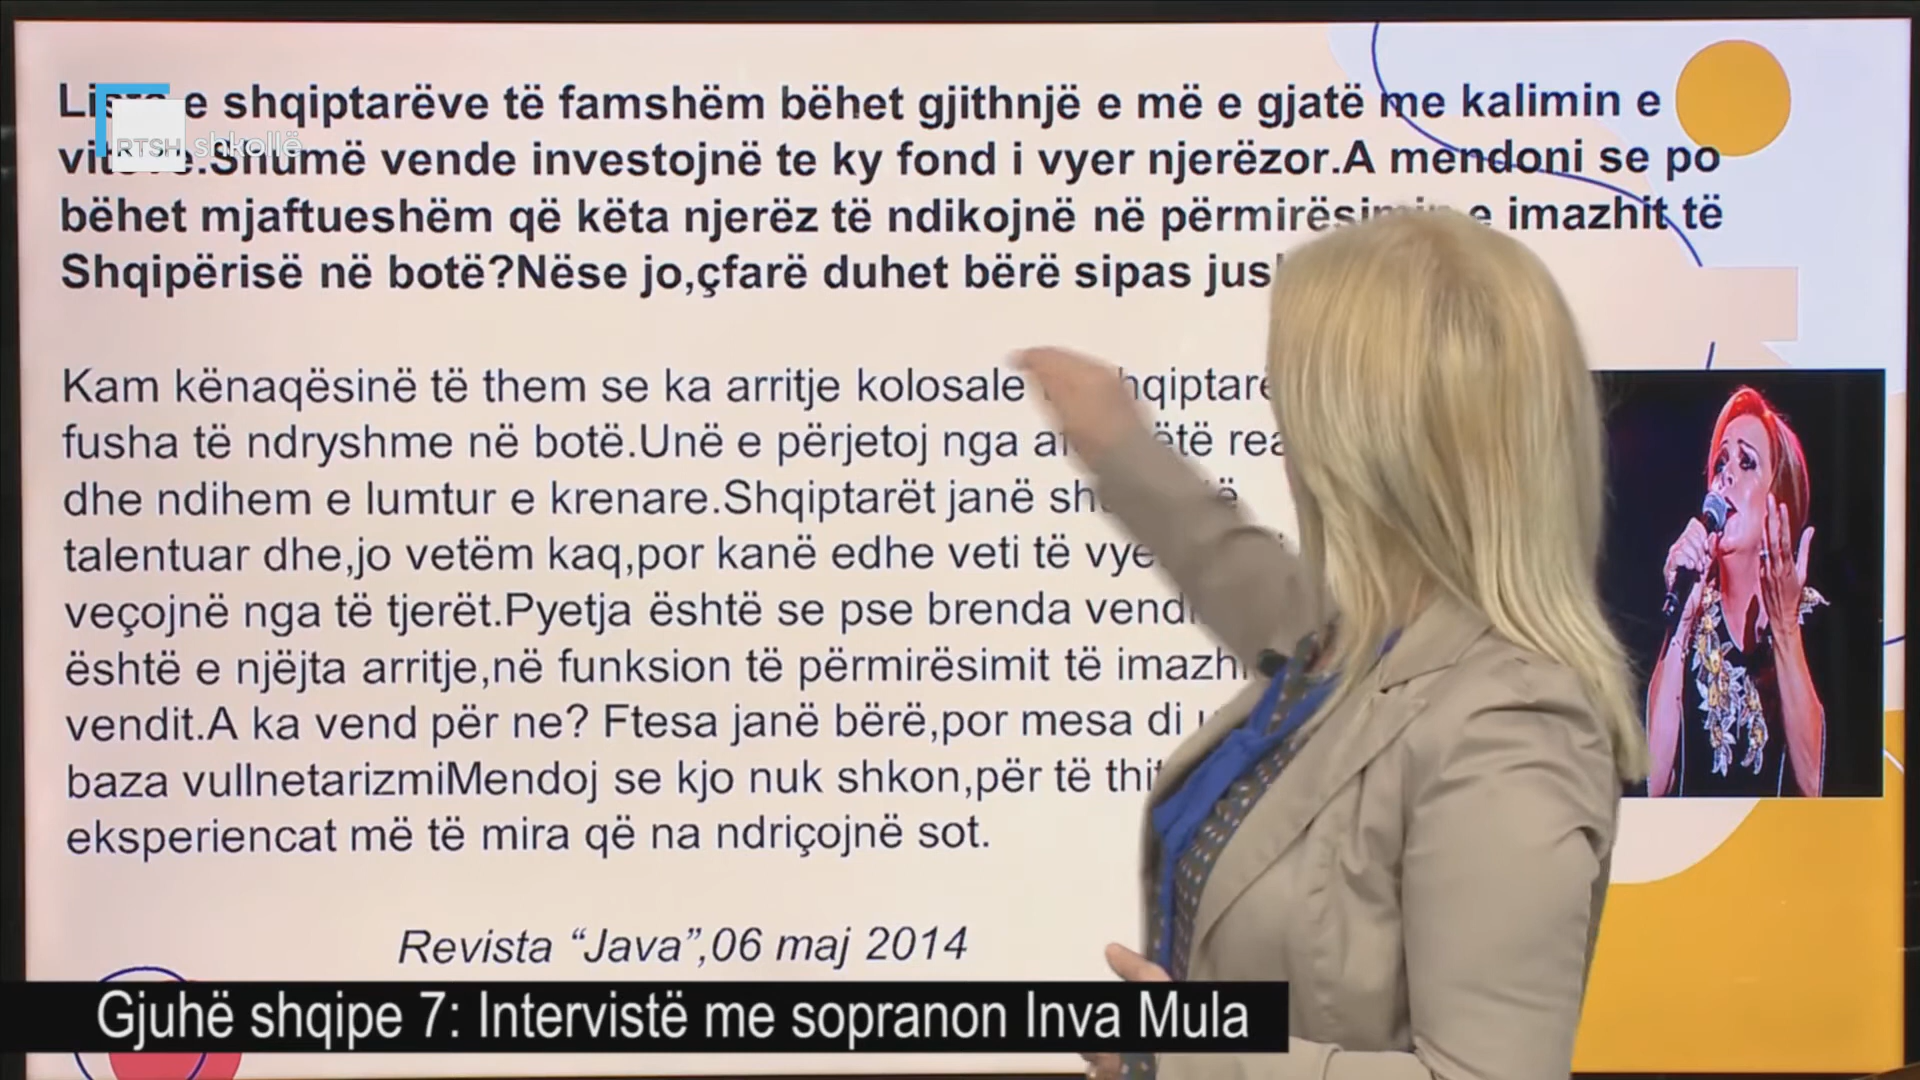 e shqiptarëve të famshëm bëhet gjithnjë e më e gjatë me kalimin e
RTSH shkollë
.Shumë vende investojnë te ky fond i vyer njerëzor.A mendoni se po
bëhet mjaftueshëm që këta njerëz të ndikojnë në përmirësimin e imazhit të
Shqipërisë në botë?Nëse jo,çfarë duhet bërë sipas
Kam kënaqësinë të them se ka arritje kolosale
fusha të ndryshme në botë.Unë e përjetoj nga
dhe ndihem e lumtur e krenare.Shqiptarët janë
talentuar dhe,jo vetëm kaq,por kanë edhe veti të
veçojnë nga të tjerët.Pyetja është se pse brenda
është e njëjta arritje,në funksion të përmirësimit të
vendit.A ka vend për ne? Ftesa janë bërë,por mesa di
baza vullnetarizmiMendoj se kjo nuk shkon,për të
eksperiencat më të mira që na ndriçojnë sot.
Revista “Java”,06 maj 2014
Gjuhë shqipe 7: Intervistë me sopranon Inva Mula